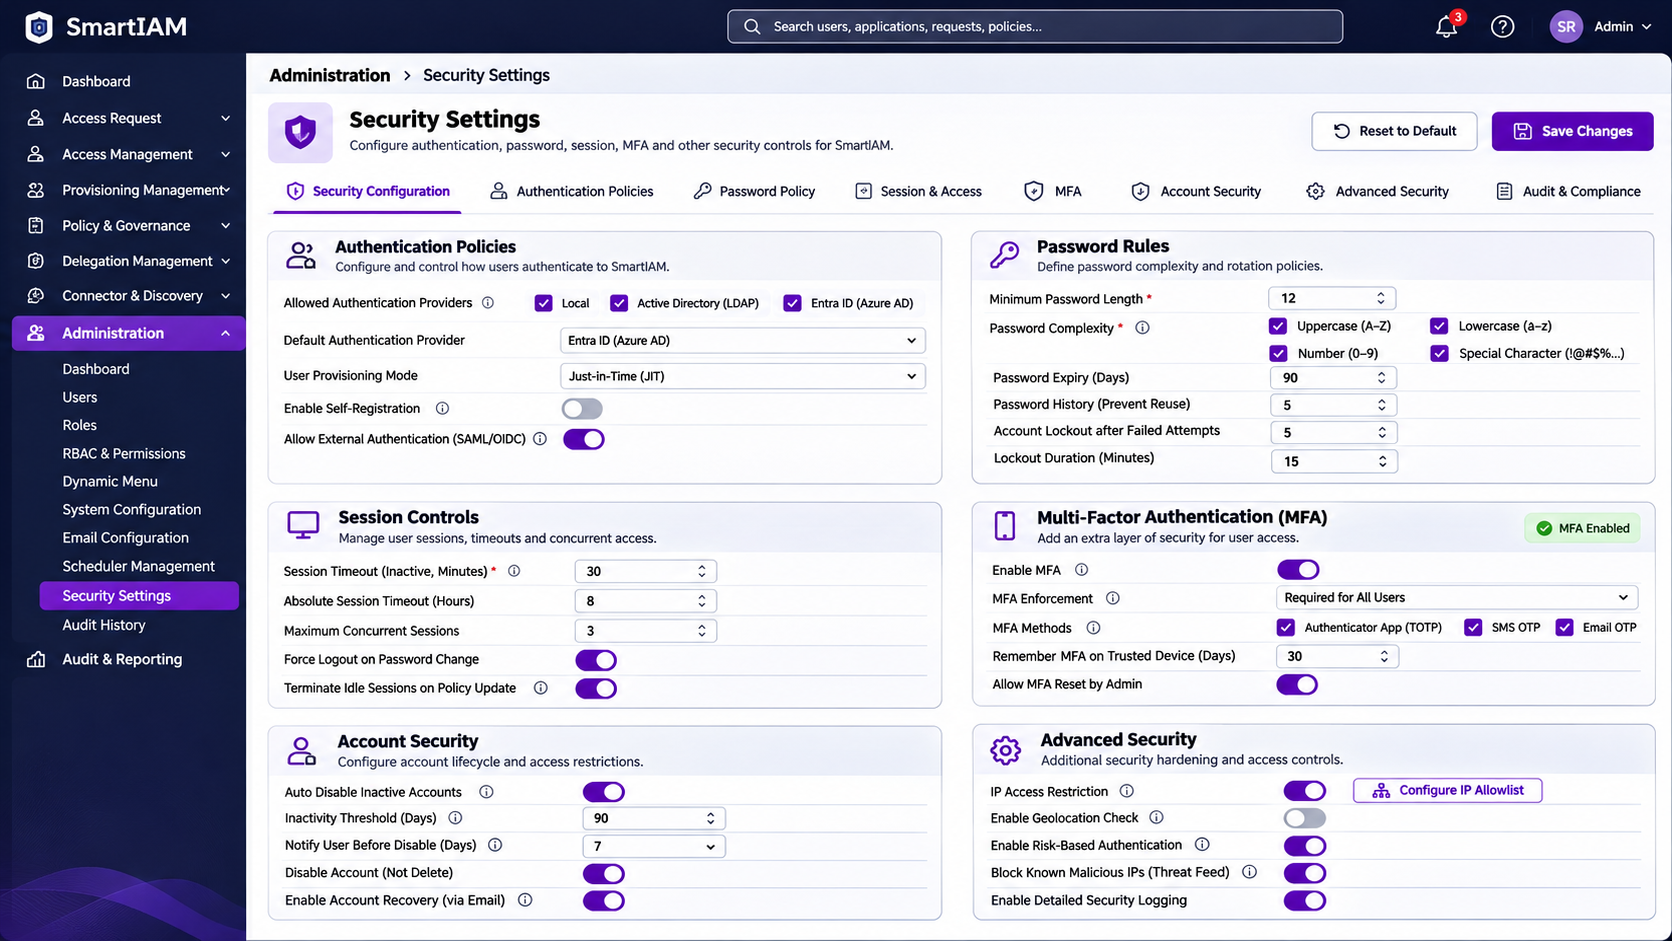 SmartIAM
Search users, applications, requests, policies...
3
SR
Admin
Dashboard
Access Request
Access Management
Provisioning Management
Policy & Governance
Delegation Management
Connector & Discovery
Administration
Dashboard
Users
Roles
RBAC & Permissions
Dynamic Menu
System Configuration
Email Configuration
Scheduler Management
Security Settings
Audit History
Audit & Reporting
Administration > Security Settings
Security Settings
Configure authentication, password, session, MFA and other security controls for SmartIAM.
Reset to Default
Save Changes
Security Configuration
Authentication Policies
Password Policy
Session & Access
MFA
Account Security
Advanced Security
Audit & Compliance
Authentication Policies
Configure and control how users authenticate to SmartIAM.
Allowed Authentication Providers Local Active Directory (LDAP) Entra ID (Azure AD)
Default Authentication Provider Entra ID (Azure AD)
User Provisioning Mode Just-in-Time (JIT)
Enable Self-Registration
Allow External Authentication (SAML/OIDC)
Password Rules
Define password complexity and rotation policies.
Minimum Password Length * 12
Password Complexity * Uppercase (A–Z) Lowercase (a–z)
Number (0–9) Special Character (!@#$%...)
Password Expiry (Days) 90
Password History (Prevent Reuse) 5
Account Lockout after Failed Attempts 5
Lockout Duration (Minutes) 15
Session Controls
Manage user sessions, timeouts and concurrent access.
Session Timeout (Inactive, Minutes) * 30
Absolute Session Timeout (Hours) 8
Maximum Concurrent Sessions 3
Force Logout on Password Change
Terminate Idle Sessions on Policy Update
Multi-Factor Authentication (MFA)
Add an extra layer of security for user access.
MFA Enabled
Enable MFA
MFA Enforcement Required for All Users
MFA Methods Authenticator App (TOTP) SMS OTP Email OTP
Remember MFA on Trusted Device (Days) 30
Allow MFA Reset by Admin
Account Security
Configure account lifecycle and access restrictions.
Auto Disable Inactive Accounts
Inactivity Threshold (Days) 90
Notify User Before Disable (Days) 7
Disable Account (Not Delete)
Enable Account Recovery (via Email)
Advanced Security
Additional security hardening and access controls.
IP Access Restriction Configure IP Allowlist
Enable Geolocation Check
Enable Risk-Based Authentication
Block Known Malicious IPs (Threat Feed)
Enable Detailed Security Logging